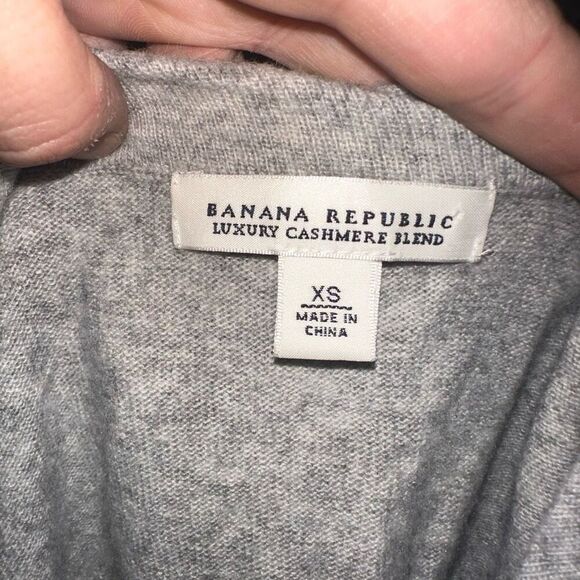 BANANA REPUBLIC
LUXURY CASHMERE BLEND
XS
MADE IN
CHINA